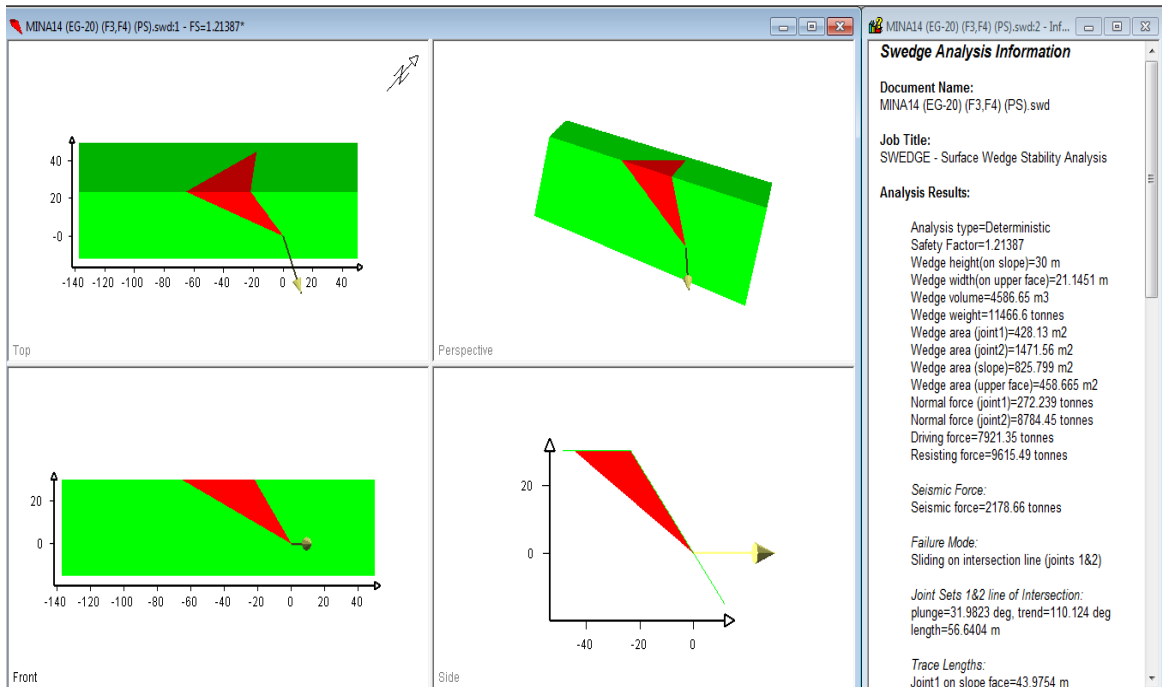 MINA14 (EG-20) (F3,F4) (PS).swd:1 - FS=1.21387*
N
40
20
-0
-140 -120 -100 -80 -60 -40 -20 0 20 40
Top
Perspective
20
0
-140 -120 -100 -80 -60 -40 -20 0 20 40
Front
20
0
-40 -20 0
Side
MINA14 (EG-20) (F3,F4) (PS).swd:2 - Inf...
Swedge Analysis Information
Document Name:
MINA14 (EG-20) (F3,F4) (PS).swd
Job Title:
SWEDGE - Surface Wedge Stability Analysis
Analysis Results:
Analysis type=Deterministic
Safety Factor=1.21387
Wedge height(on slope)=30 m
Wedge width(on upper face)=21.1451 m
Wedge volume=4586.65 m3
Wedge weight=11466.6 tonnes
Wedge area (joint1)=428.13 m2
Wedge area (joint2)=1471.56 m2
Wedge area (slope)=825.799 m2
Wedge area (upper face)=458.665 m2
Normal force (joint1)=272.239 tonnes
Normal force (joint2)=8784.45 tonnes
Driving force=7921.35 tonnes
Resisting force=9615.49 tonnes
Seismic Force:
Seismic force=2178.66 tonnes
Failure Mode:
Sliding on intersection line (joints 1&2)
Joint Sets 1&2 line of Intersection:
plunge=31.9823 deg, trend=110.124 deg
length=56.6404 m
Trace Lengths:
Joint1 on slope face=43.9754 m